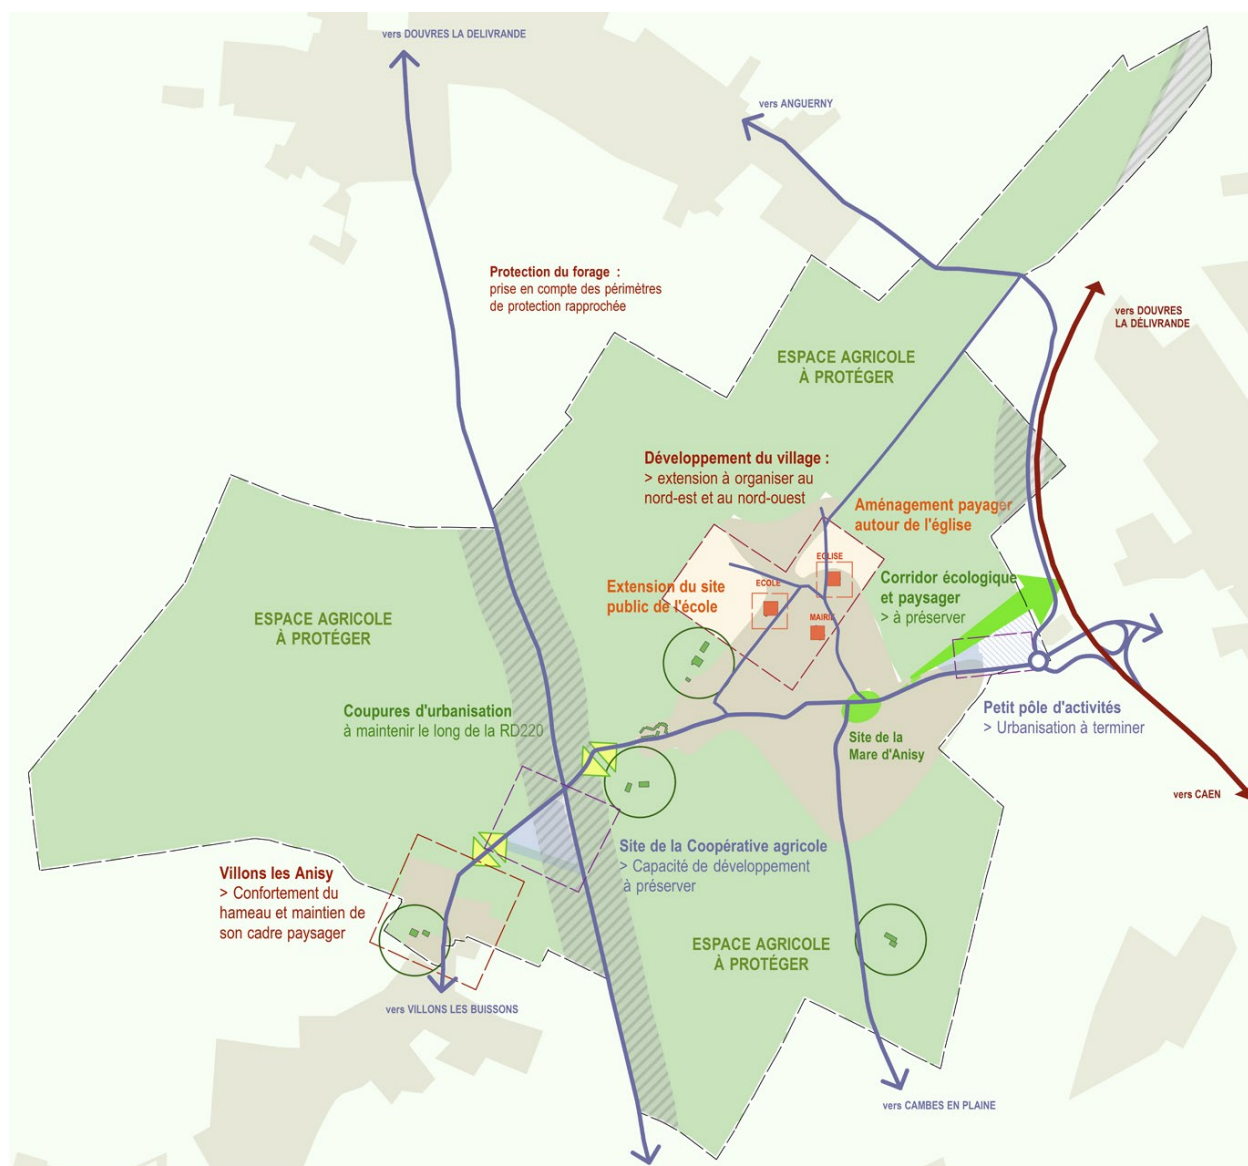 vers DOUVRES LA DELIVRANDE
vers ANGUERNY
Protection du forage :
prise en compte des périmètres
de protection rapprochée
vers DOUVRES
LA DÉLIVRANDE
ESPACE AGRICOLE
À PROTÉGER
Développement du village :
> extension à organiser au
nord-est et au nord-ouest
Aménagement payager
autour de l'église
EGLISE
ECOLE
MAIRIE
Extension du site
public de l'école
Corridor écologique
et paysager
> à préserver
ESPACE AGRICOLE
À PROTÉGER
Coupures d'urbanisation
à maintenir le long de la RD220
Petit pôle d'activités
> Urbanisation à terminer
Site de la
Mare d'Anisy
vers CAEN
Site de la Coopérative agricole
> Capacité de développement
à préserver
Villons les Anisy
> Confortement du
hameau et maintien de
son cadre paysager
ESPACE AGRICOLE
À PROTÉGER
vers VILLONS LES BUISSONS
vers CAMBES EN PLAINE